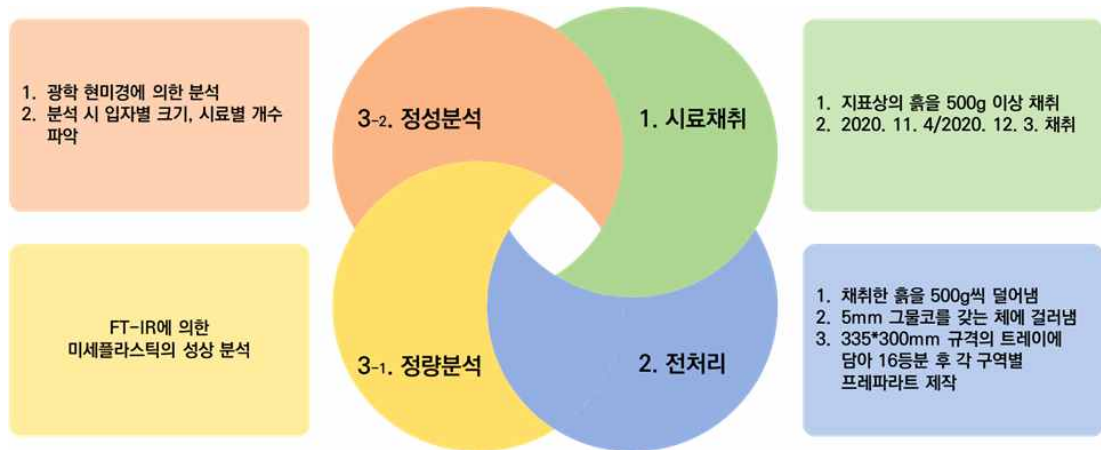 1. 광학 현미경에 의한 분석
2. 분석 시 입자별 크기, 시료별 개수
파악
3-2. 정성분석
1. 시료채취
1. 지표상의 흙을 500g 이상 채취
2. 2020. 11. 4/2020. 12. 3. 채취
FT-IR에 의한
미세플라스틱의 성상 분석
3-1. 정량분석
2. 전처리
1. 채취한 흙을 500g씩 덜어냄
2. 5mm 그물코를 갖는 체에 걸러냄
3. 335*300mm 규격의 트레이에
담아 16등분 후 각 구역별
프레파라트 제작